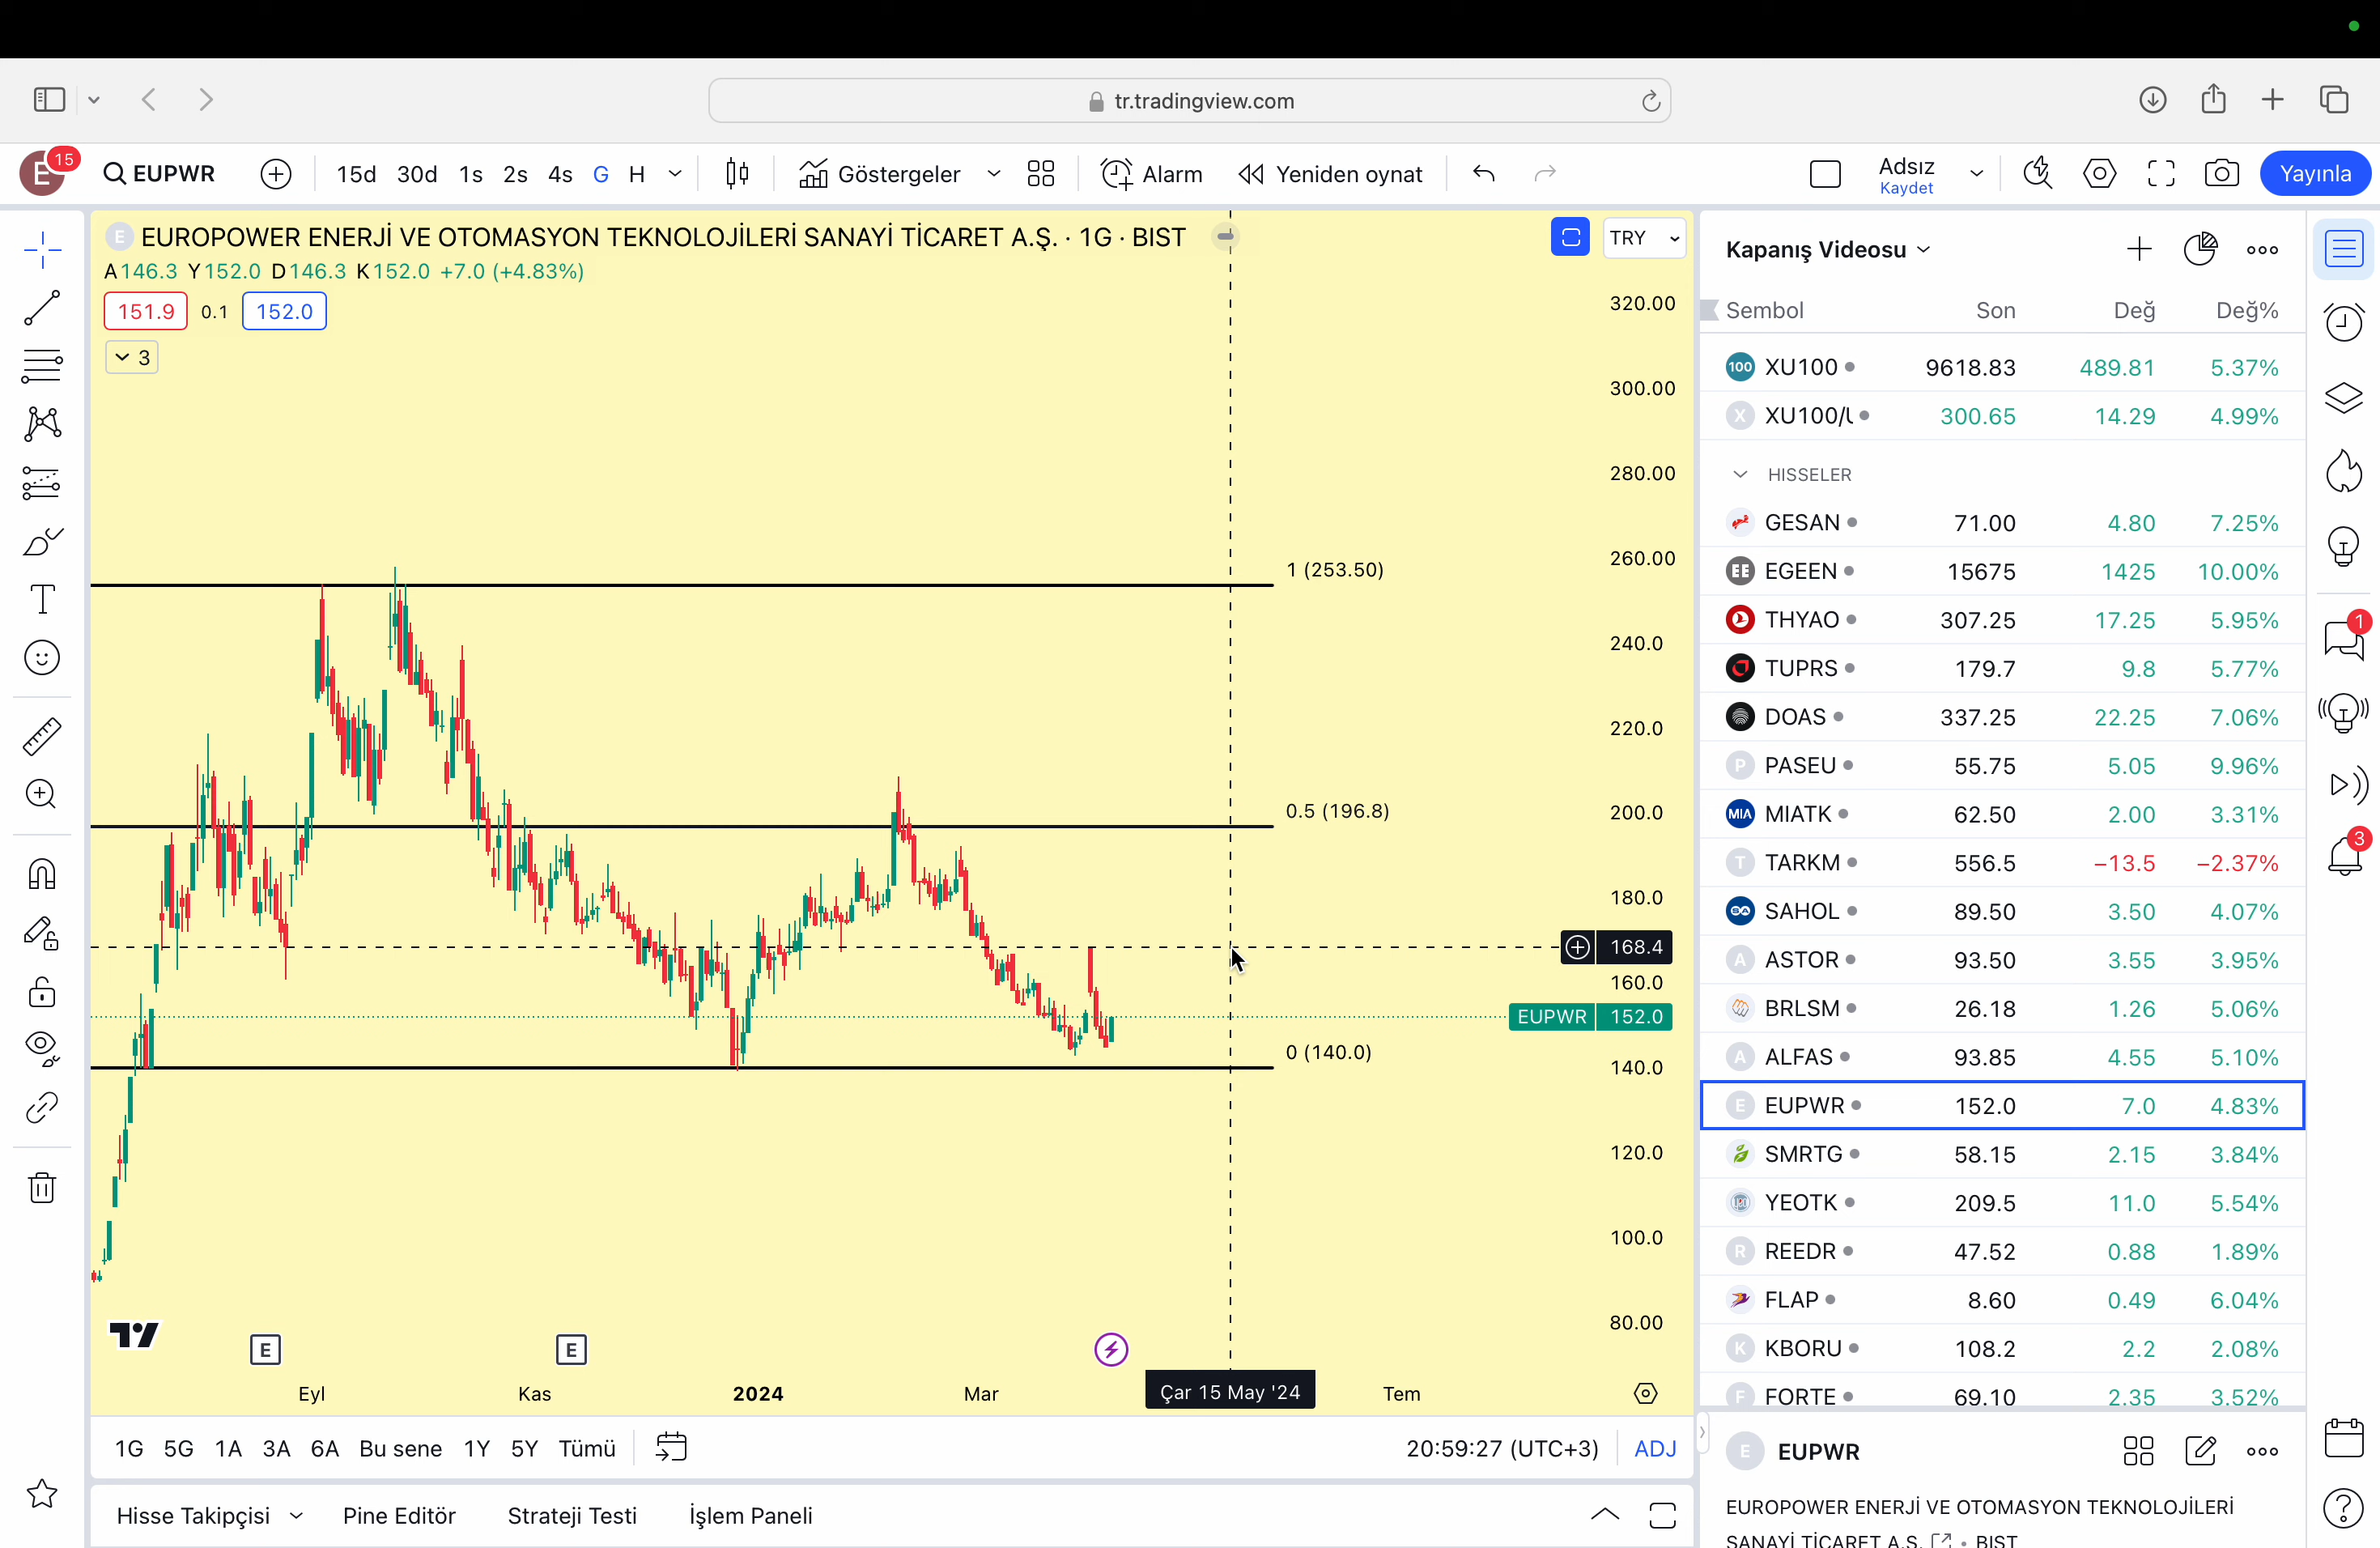 tr.tradingview.com
E 15 EUPWR 15d 30d 1s 2s 4s G H Göstergeler Alarm Yeniden oynat Adsız Yayınla
Kaydet
E EUROPOWER ENERJİ VE OTOMASYON TEKNOLOJİLERİ SANAYİ TİCARET A.Ş. · 1G · BIST
A146.3 Y152.0 D146.3 K152.0 +7.0 (+4.83%)
151.9 0.1 152.0
3
TRY
320.00
300.00
280.00
260.00
240.0
220.0
200.0
180.0
168.4
160.0
EUPWR 152.0
140.0
120.0
100.0
80.00
1 (253.50)
0.5 (196.8)
0 (140.0)
E E
Eyl Kas 2024 Mar Çar 15 May '24 Tem
1G 5G 1A 3A 6A Bu sene 1Y 5Y Tümü 20:59:27 (UTC+3) ADJ
Hisse Takipçisi Pine Editör Strateji Testi İşlem Paneli
Kapanış Videosu
Sembol Son Değ Değ%
100 XU100 9618.83 489.81 5.37%
X XU100/U 300.65 14.29 4.99%
HISSELER
GESAN 71.00 4.80 7.25%
EE EGEEN 15675 1425 10.00%
THYAO 307.25 17.25 5.95%
TUPRS 179.7 9.8 5.77%
DOAS 337.25 22.25 7.06%
P PASEU 55.75 5.05 9.96%
MIA MIATK 62.50 2.00 3.31%
T TARKM 556.5 −13.5 −2.37%
SA SAHOL 89.50 3.50 4.07%
A ASTOR 93.50 3.55 3.95%
BRLSM 26.18 1.26 5.06%
A ALFAS 93.85 4.55 5.10%
E EUPWR 152.0 7.0 4.83%
SMRTG 58.15 2.15 3.84%
YEOTK 209.5 11.0 5.54%
R REEDR 47.52 0.88 1.89%
FLAP 8.60 0.49 6.04%
K KBORU 108.2 2.2 2.08%
F FORTE 69.10 2.35 3.52%
E EUPWR
EUROPOWER ENERJİ VE OTOMASYON TEKNOLOJİLERİ
SANAYİ TİCARET A.Ş. • BIST
1
3